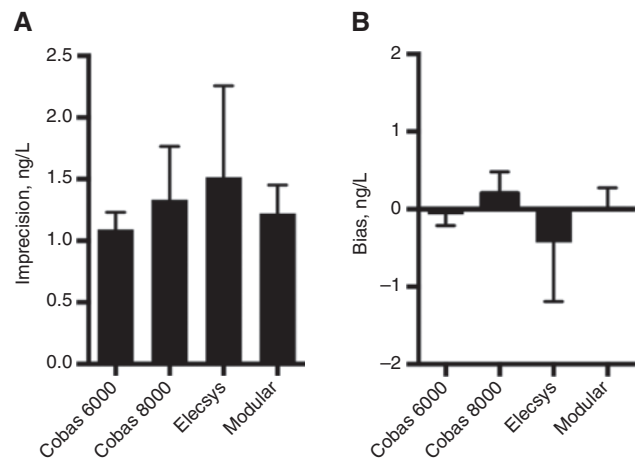 A
Imprecision, ng/L
2.5
2.0
1.5
1.0
0.5
0.0
Cobas 6000
Cobas 8000
Elecsys
Modular
B
Bias, ng/L
2
1
0
–1
–2
Cobas 6000
Cobas 8000
Elecsys
Modular